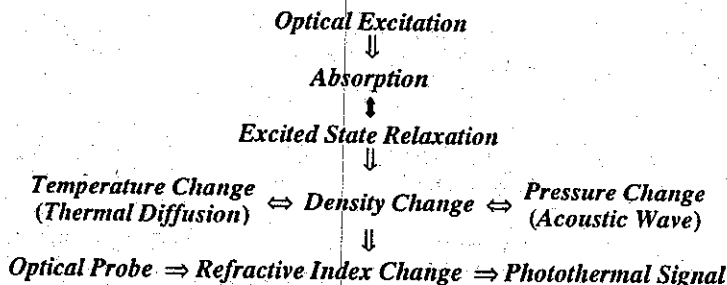 Optical Excitation
⇓
Absorption
⬍
Excited State Relaxation
⇓
Temperature Change (Thermal Diffusion) ⇔ Density Change ⇔ Pressure Change (Acoustic Wave)
⇓
Optical Probe ⇒ Refractive Index Change ⇒ Photothermal Signal